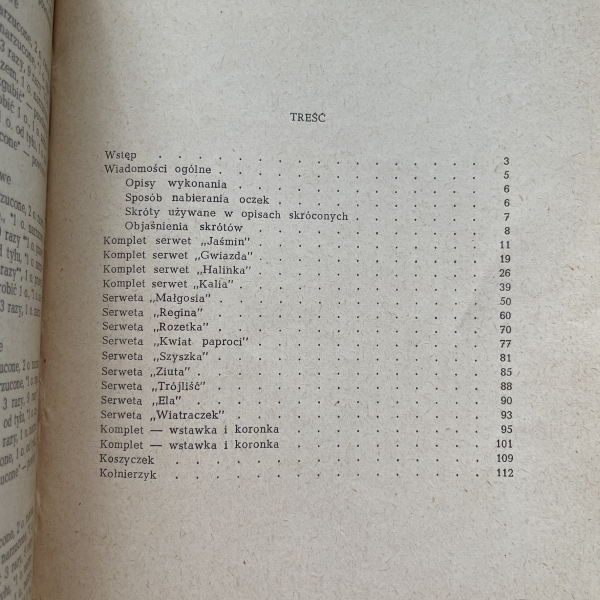 TREŚĆ
Wstęp . . . . . . . . . . . . . . 3
Wiadomości ogólne . . . . . . . . . . . . 5
Opisy wykonania . . . . . . . . . . . 6
Sposób nabierania oczek . . . . . . . . . . 6
Skróty używane w opisach skróconych . . . . . . 7
Objaśnienia skrótów . . . . . . . . . . 8
Komplet serwet „Jaśmin” . . . . . . . . . . 11
Komplet serwet „Gwiazda” . . . . . . . . . . 19
Komplet serwet „Halinka” . . . . . . . . . . 26
Komplet serwet „Kalia” . . . . . . . . . . 39
Serweta „Małgosia” . . . . . . . . . . . 50
Serweta „Regina” . . . . . . . . . . . . 60
Serweta „Rozetka” . . . . . . . . . . . . 70
Serweta „Kwiat paproci” . . . . . . . . . . 77
Serweta „Szyszka” . . . . . . . . . . . . 81
Serweta „Ziuta” . . . . . . . . . . . . 85
Serweta „Trójliść” . . . . . . . . . . . . 88
Serweta „Ela” . . . . . . . . . . . . 90
Serweta „Wiatraczek” . . . . . . . . . . . 93
Komplet — wstawka i koronka . . . . . . . . . 95
Komplet — wstawka i koronka . . . . . . . . . 101
Koszyczek . . . . . . . . . . . . . 109
Kołnierzyk . . . . . . . . . . . . . 112